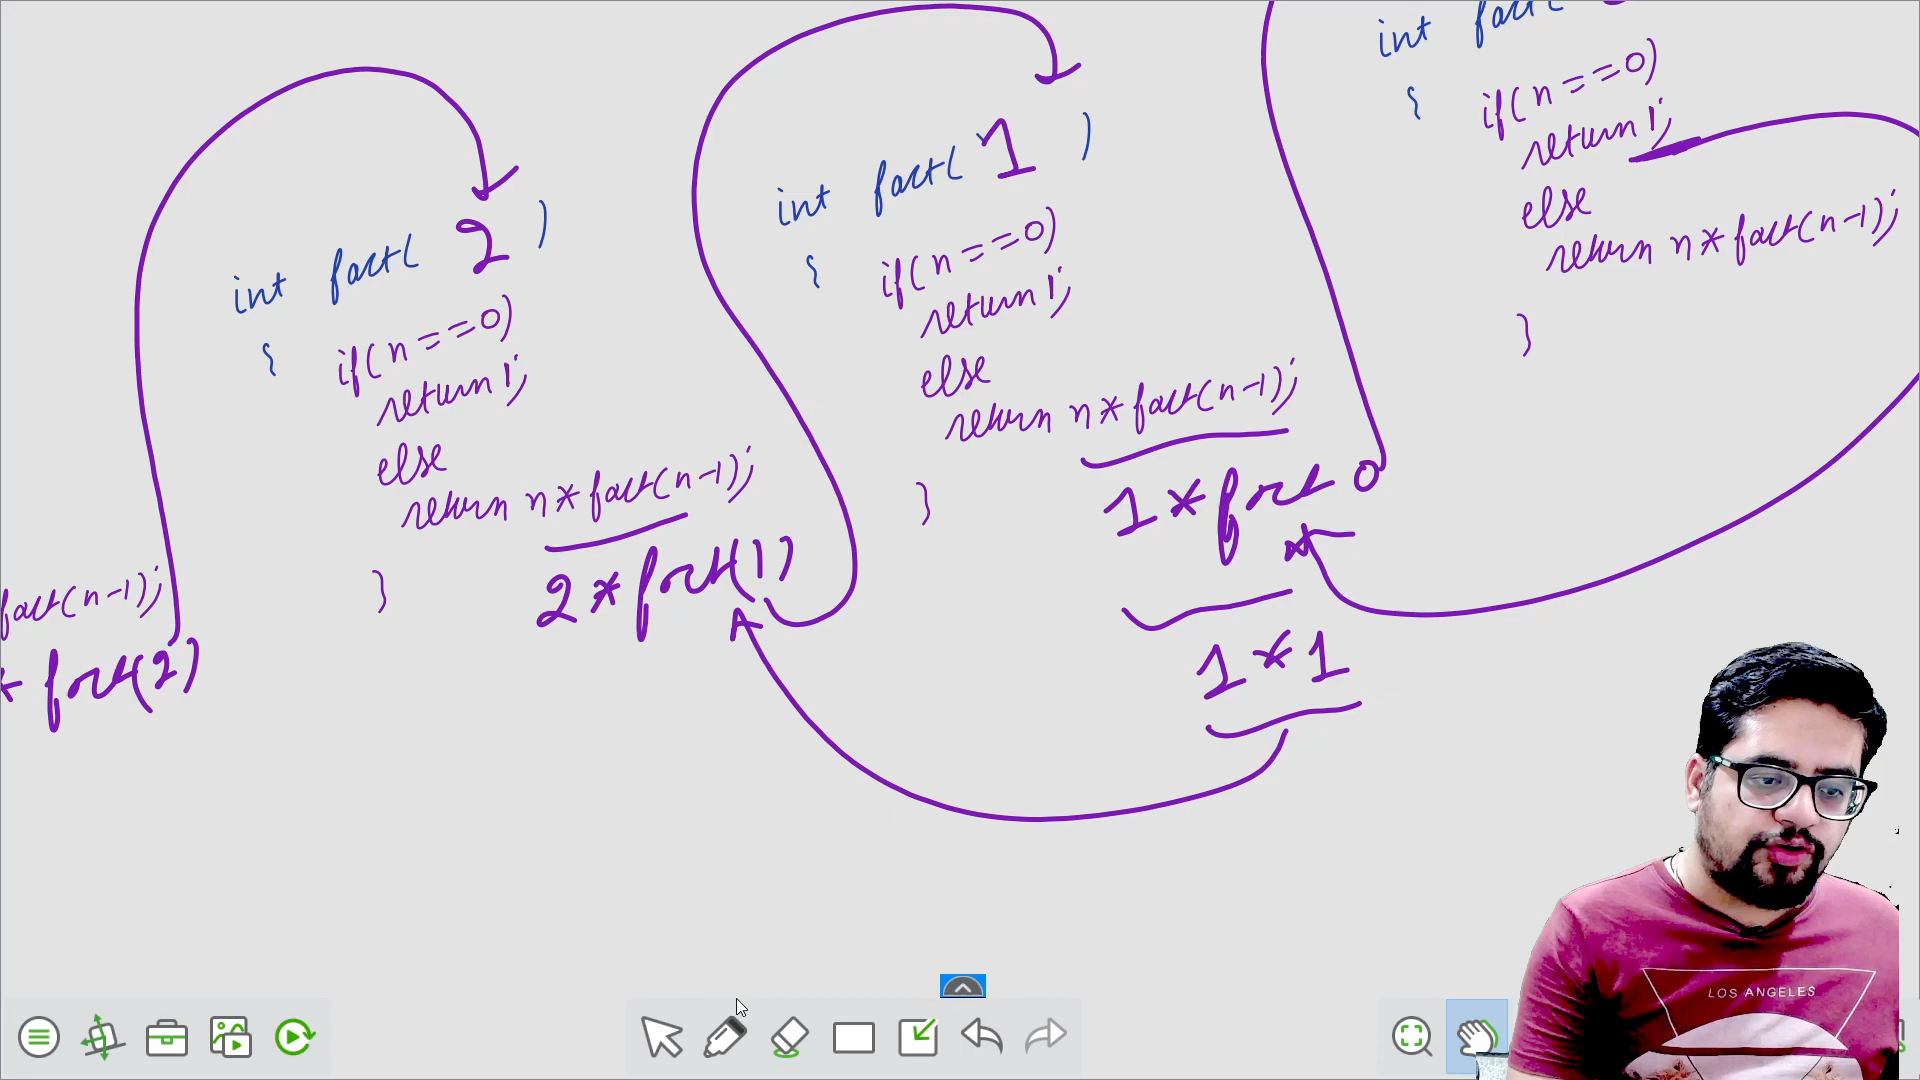 fact(n-1);
* fact(2)
int fact( 2 )
{ if(n==0)
return 1;
else
return n*fact(n-1);
}
2*fact(1)
int fact( 1 )
{ if(n==0)
return 1;
else
return n*fact(n-1);
}
1*fact 0
1*1
int fact(
{ if(n==0)
return 1;
else
return n*fact(n-1);
}
LOS ANGELES